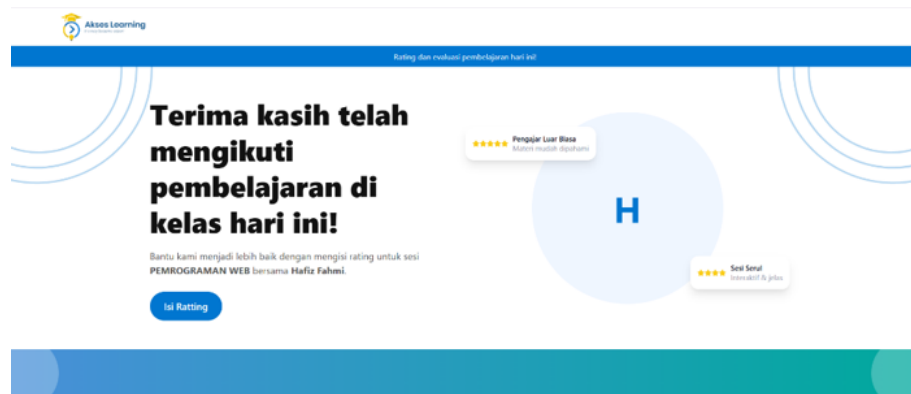 Akses Learning
Rating dan evaluasi pembelajaran hari ini!
Terima kasih telah
mengikuti
pembelajaran di
kelas hari ini!
Bantu kami menjadi lebih baik dengan mengisi rating untuk sesi
PEMROGRAMAN WEB bersama Hafiz Fahmi.
Isi Ratting
Pengajar Luar Biasa
Materi mudah dipahami
H
Sesi Seru!
Interaktif & jelas